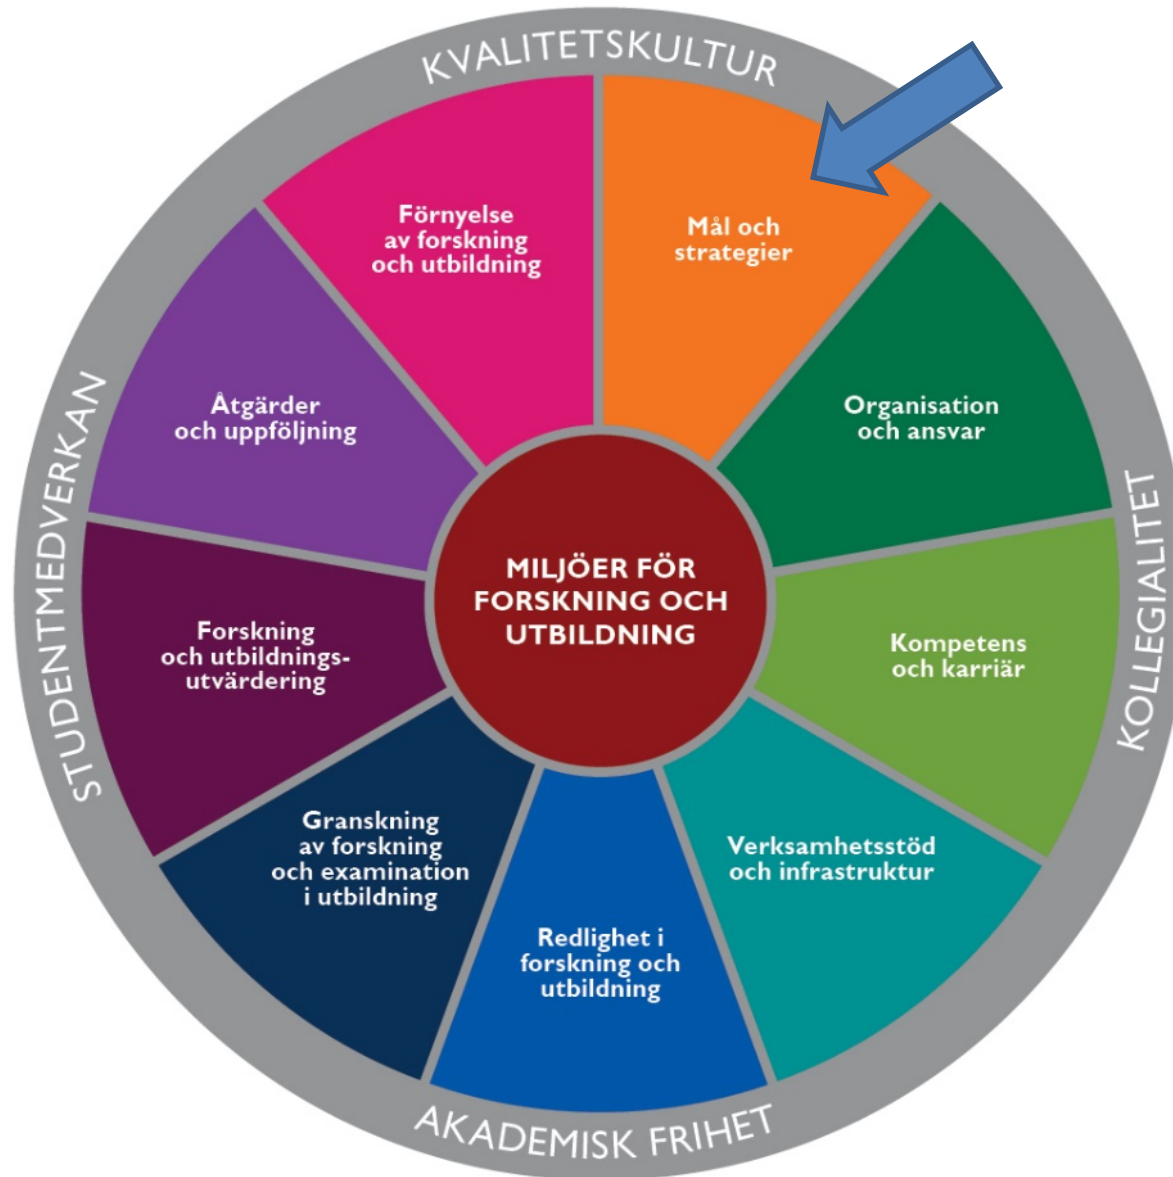 KVALITETSKULTUR
Förnyelse
av forskning
och utbildning
Mål och
strategier
Åtgärder
och uppföljning
Organisation
och ansvar
STUDENTMEDVERKAN
MILJÖER FÖR
FORSKNING OCH
UTBILDNING
KOLLEGIALITET
Forskning
och utbildnings-
utvärdering
Kompetens
och karriär
Granskning
av forskning
och examination
i utbildning
Verksamhetsstöd
och infrastruktur
Redlighet i
forskning och
utbildning
AKADEMISK FRIHET